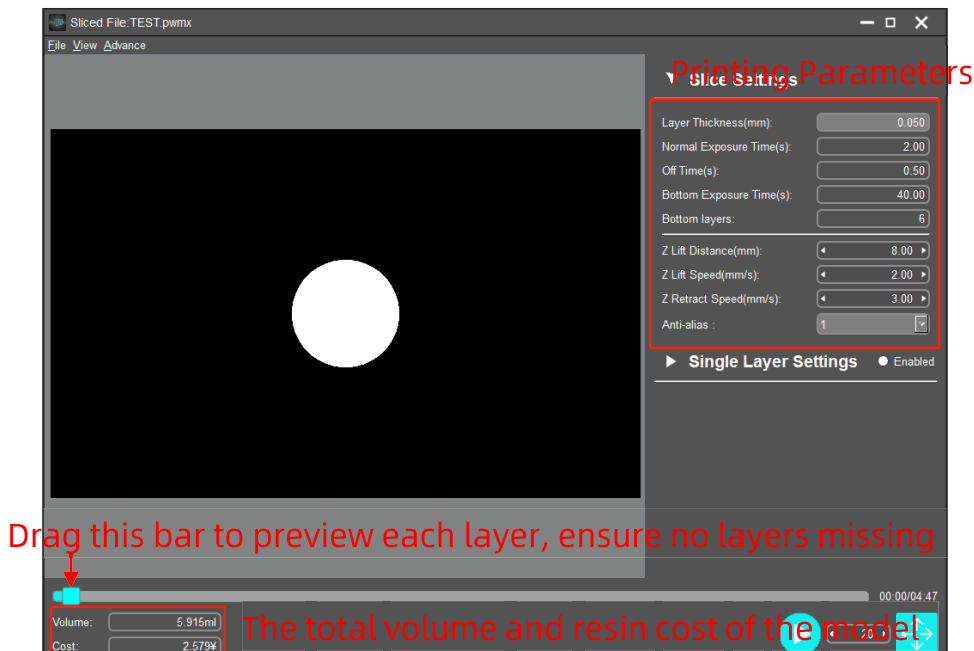 Sliced File:TEST.pwmx
File View Advance
Printing Parameters
Slice Settings
Layer Thickness(mm): 0.050
Normal Exposure Time(s): 2.00
Off Time(s): 0.50
Bottom Exposure Time(s): 40.00
Bottom layers: 6
Z Lift Distance(mm): 8.00
Z Lift Speed(mm/s): 2.00
Z Retract Speed(mm/s): 3.00
Anti-alias : 1
Single Layer Settings Enabled
Drag this bar to preview each layer, ensure no layers missing
00:00/04:47
Volume: 5.915ml
The total volume and resin cost of the model
20
Cost: 2.579¥